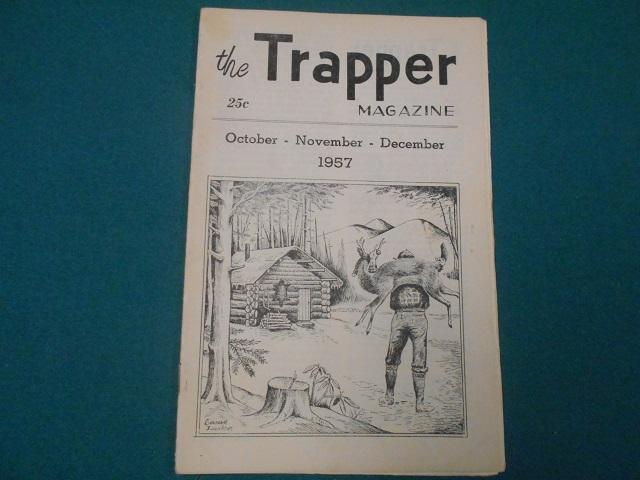 the Trapper
25c
MAGAZINE
October - November - December
1957